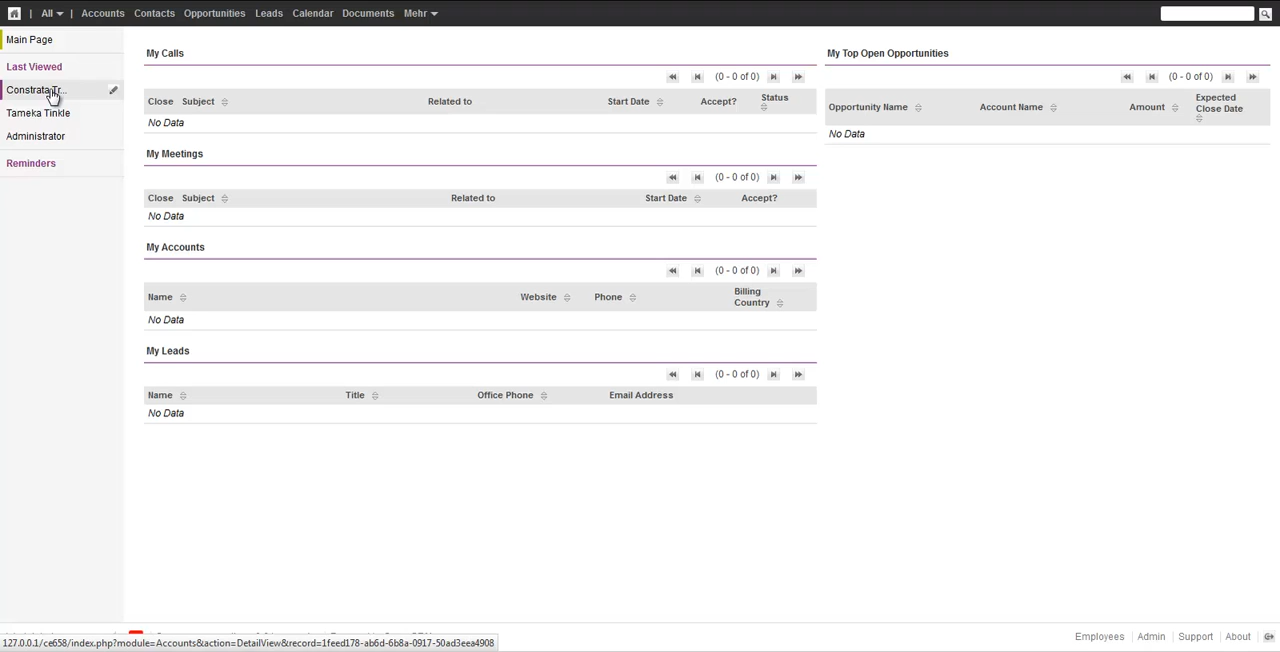 All Accounts Contacts Opportunities Leads Calendar Documents Mehr
Main Page
Last Viewed
Constrata Tr...
Tameka Tinkle
Administrator
Reminders
My Calls
(0 - 0 of 0)
Close Subject Related to Start Date Accept? Status
No Data
My Meetings
(0 - 0 of 0)
Close Subject Related to Start Date Accept?
No Data
My Accounts
(0 - 0 of 0)
Name Website Phone Billing Country
No Data
My Leads
(0 - 0 of 0)
Name Title Office Phone Email Address
No Data
My Top Open Opportunities
(0 - 0 of 0)
Opportunity Name Account Name Amount Expected Close Date
No Data
127.0.0.1/ce658/index.php?module=Accounts&action=DetailView&record=1feed178-ab6d-6b8a-0917-50ad3eea4908
Employees Admin Support About